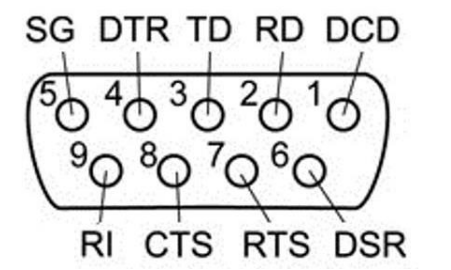 SG DTR TD RD DCD
5 4 3 2 1
9 8 7 6
RI CTS RTS DSR